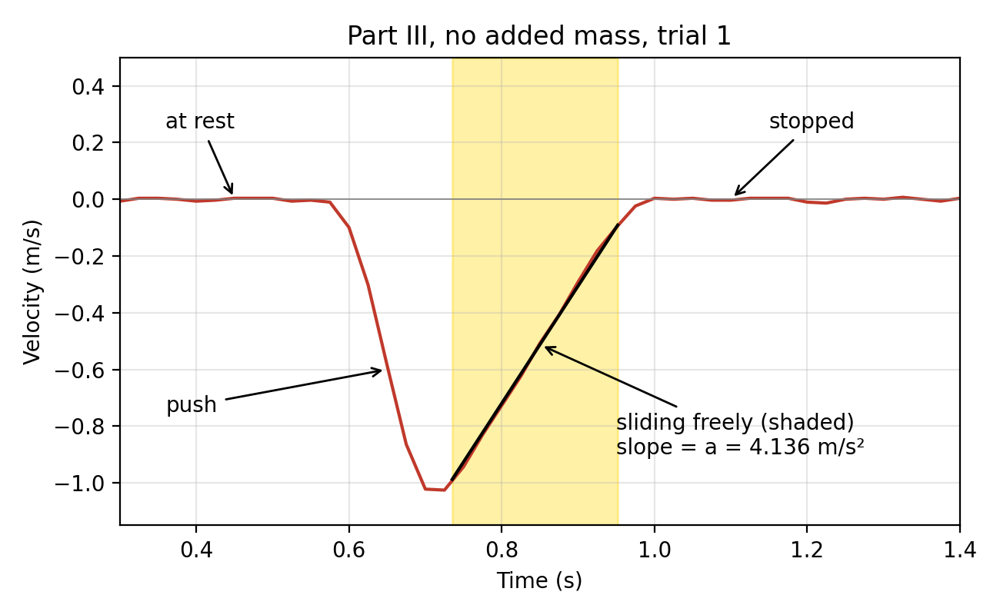 Part III, no added mass, trial 1
0.4
0.2
0.0
−0.2
−0.4
−0.6
−0.8
−1.0
Velocity (m/s)
at rest
stopped
push
sliding freely (shaded)
slope = a = 4.136 m/s²
0.4 0.6 0.8 1.0 1.2 1.4
Time (s)